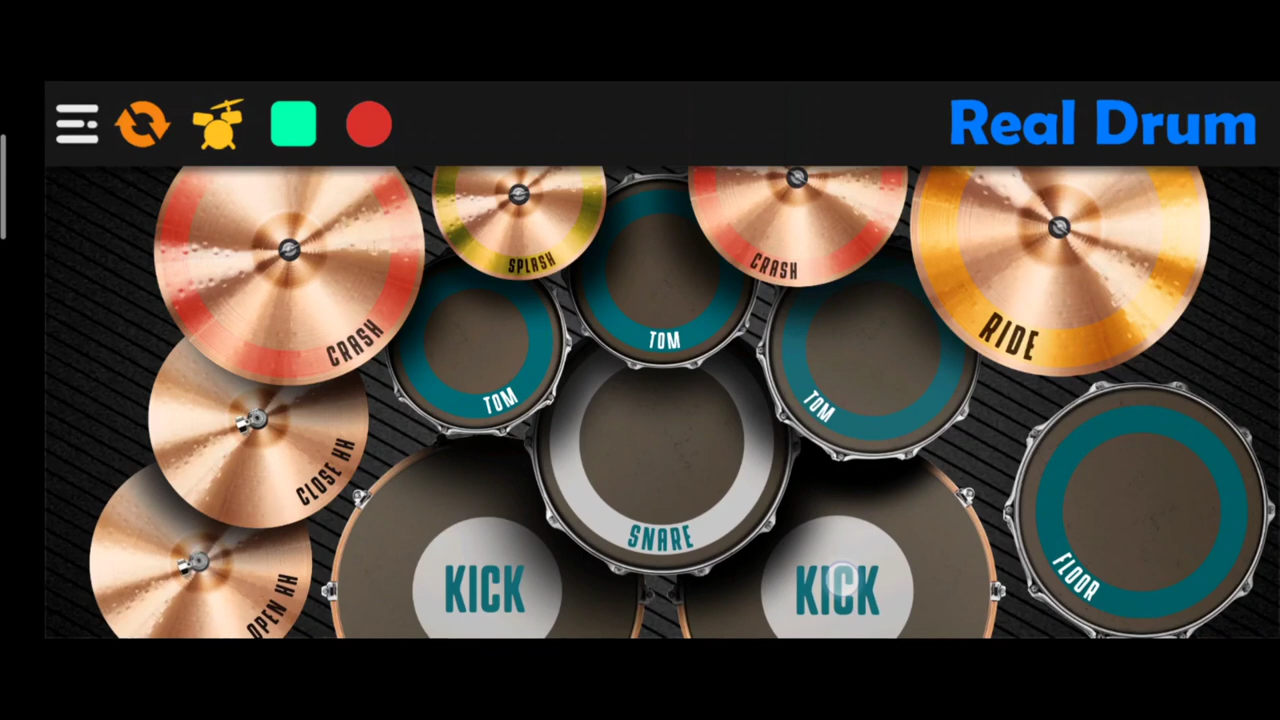 Real Drum
SPLASH
CRASH
CRASH
RIDE
TOM
TOM
TOM
CLOSE HH
SNARE
KICK
KICK
FLOOR
OPEN HH